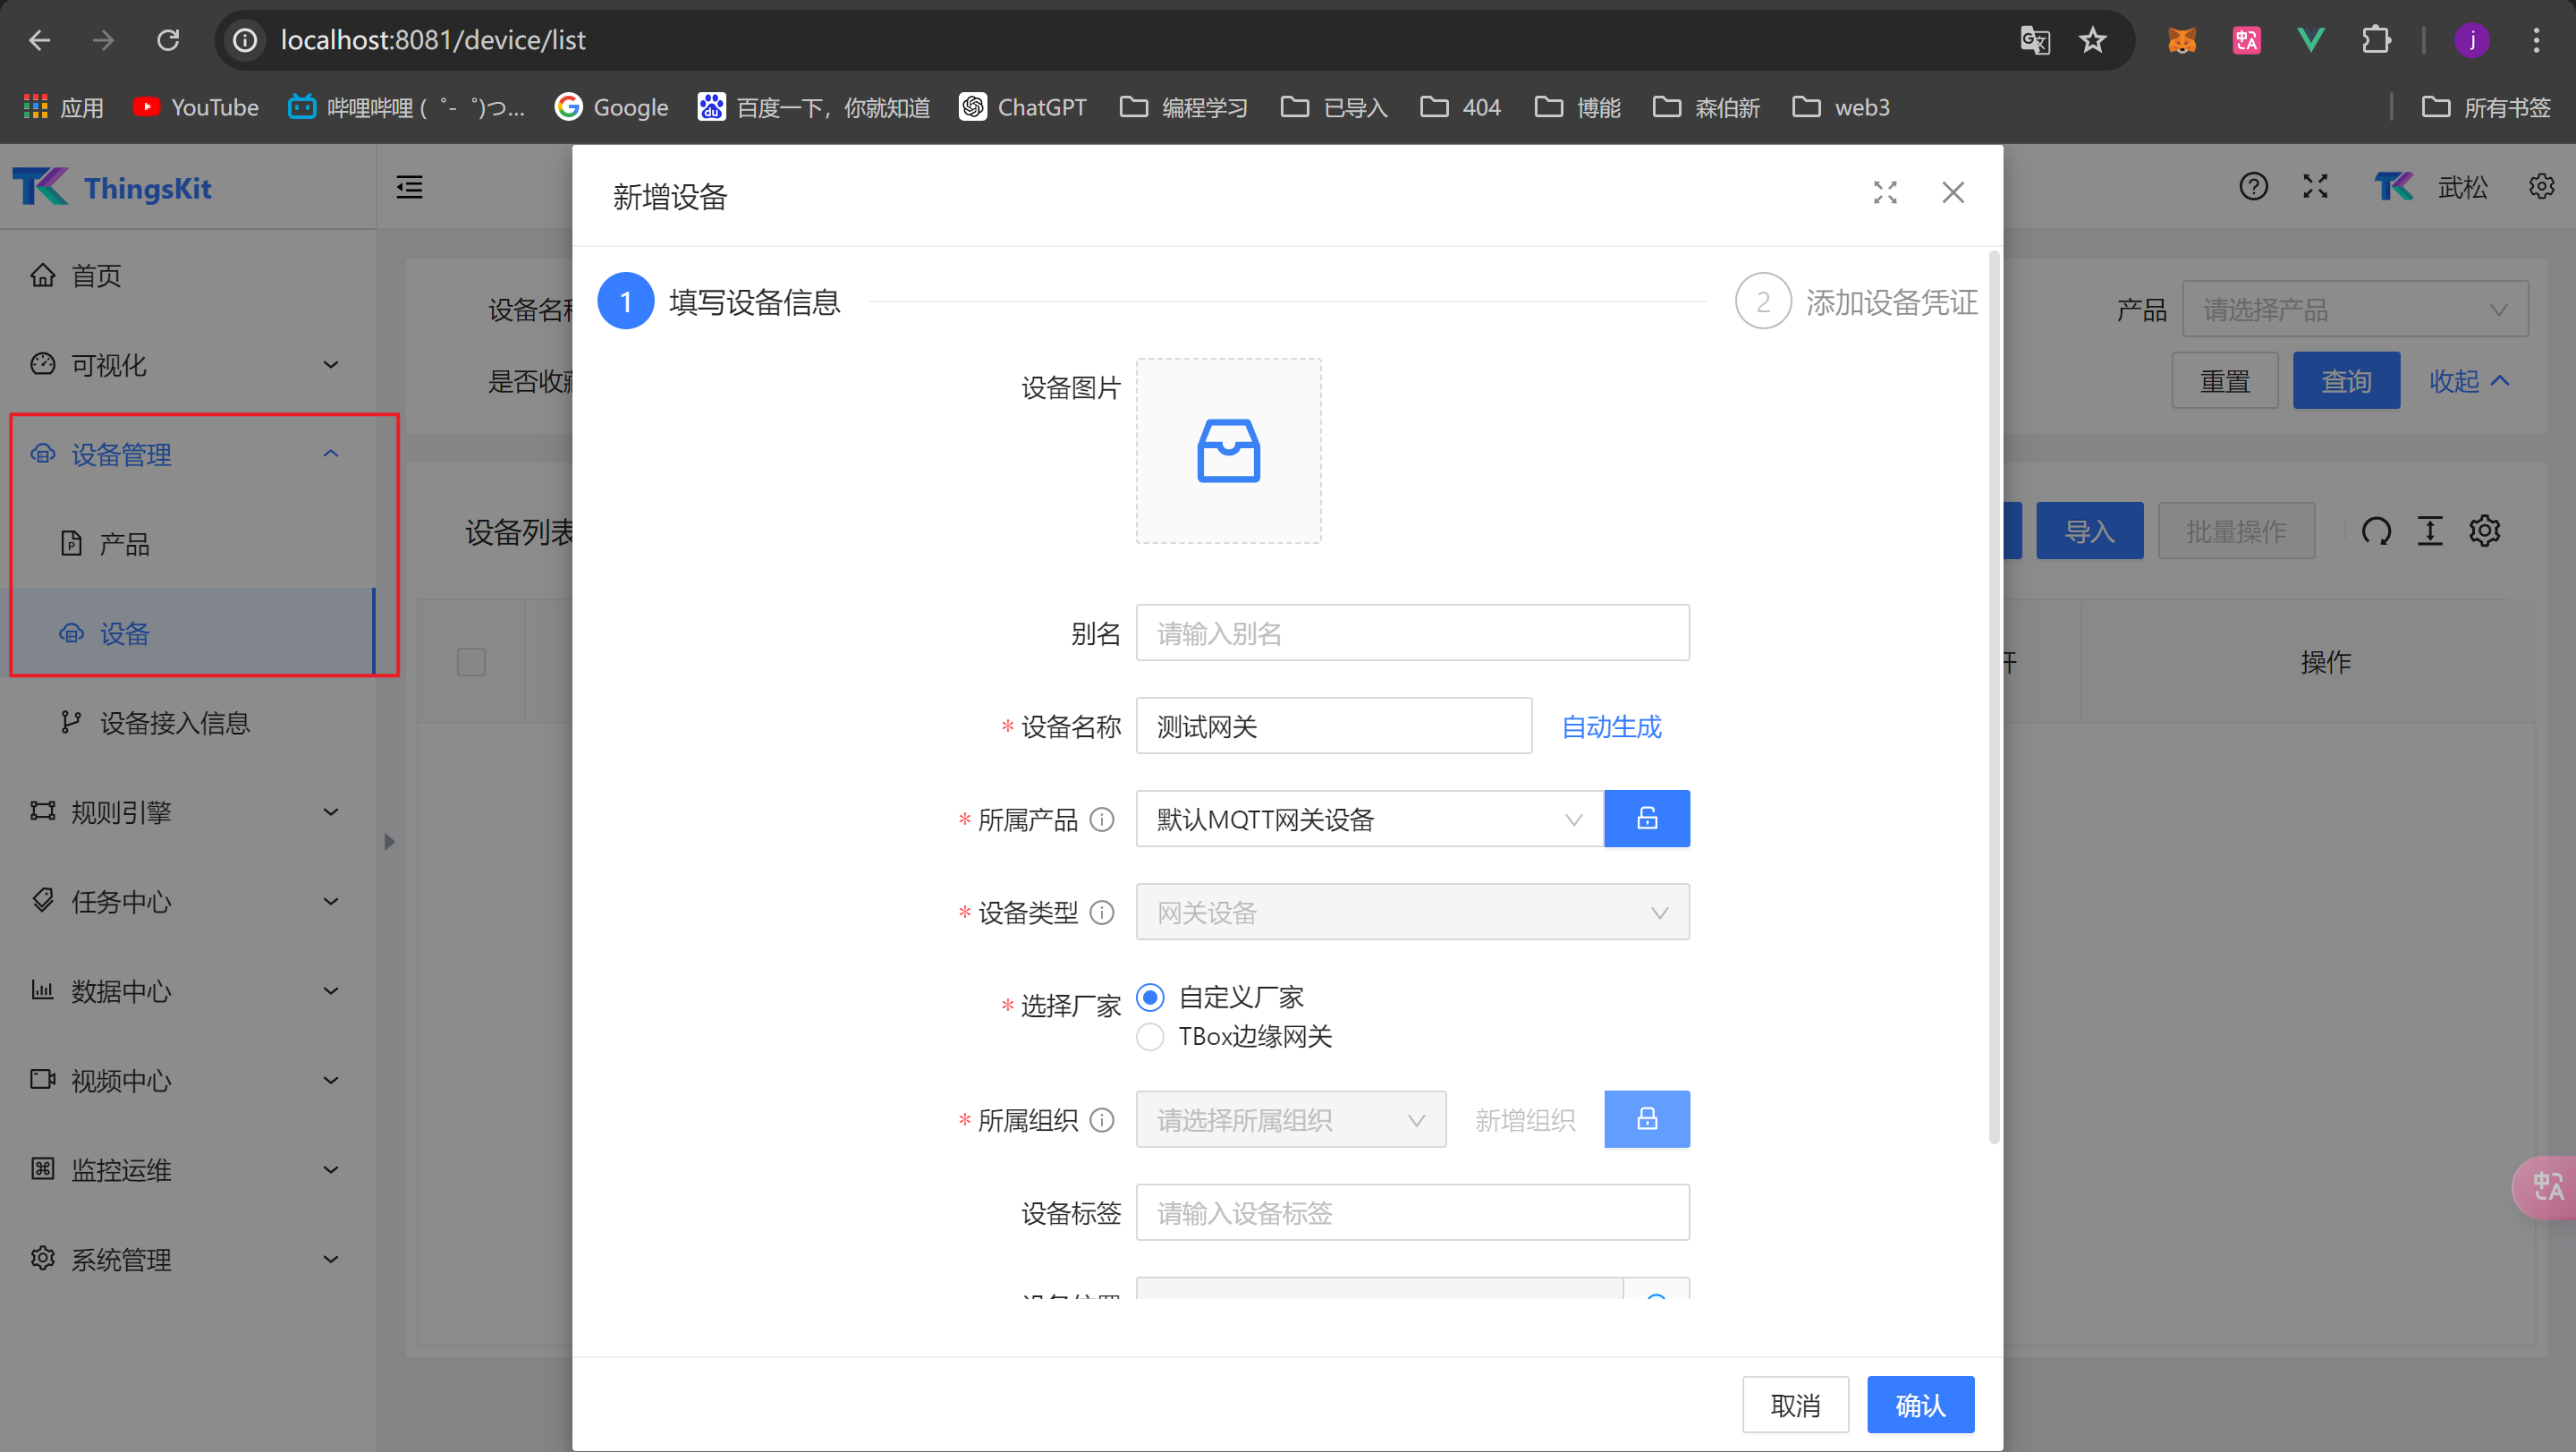 localhost:8081/device/list
j
应用 YouTube 哔哩哔哩 ( ゜- ゜)つ... Google 百度一下，你就知道 ChatGPT 编程学习 已导入 404 博能 森伯新 web3 所有书签
ThingsKit
武松
首页
可视化
设备管理
产品
设备
设备接入信息
规则引擎
任务中心
数据中心
视频中心
监控运维
系统管理
设备名称
是否收藏
产品 请选择产品
重置 查询 收起
设备列表
导入 批量操作
操作
新增设备
1 填写设备信息
2 添加设备凭证
设备图片
别名 请输入别名
* 设备名称 测试网关 自动生成
* 所属产品 默认MQTT网关设备
* 设备类型 网关设备
* 选择厂家 自定义厂家
TBox边缘网关
* 所属组织 请选择所属组织 新增组织
设备标签 请输入设备标签
取消 确认